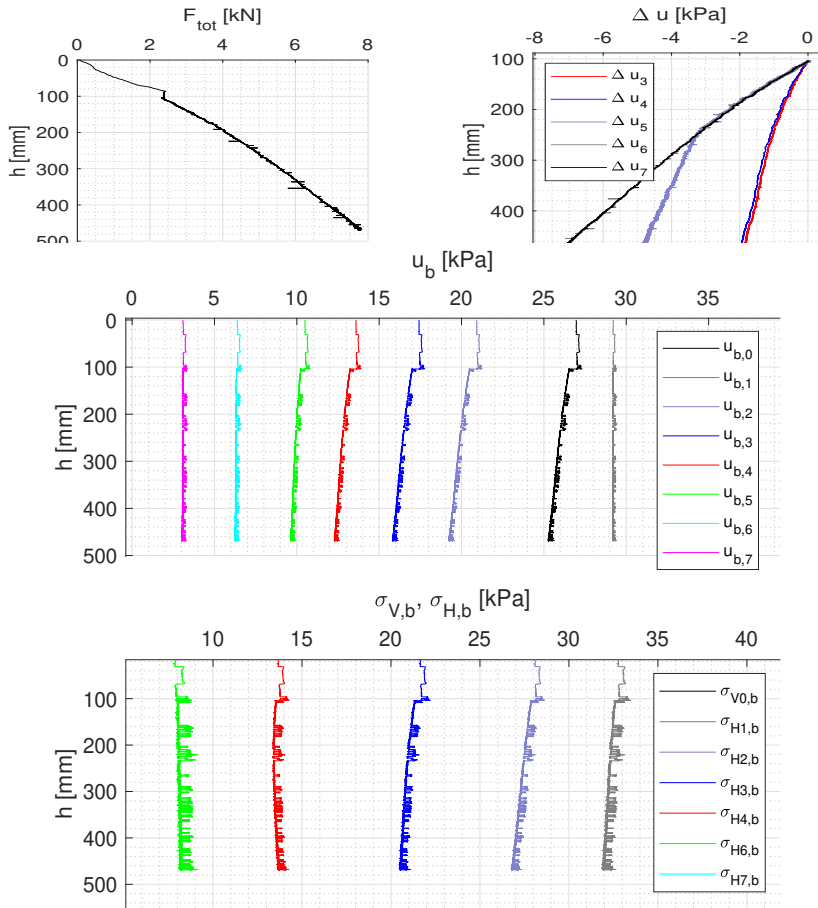 F_tot [kN]
0 2 4 6 8
0
100
200
300
400
500
h [mm]
Δ u [kPa]
-8 -6 -4 -2 0
100
200
300
400
h [mm]
Δ u_3
Δ u_4
Δ u_5
Δ u_6
Δ u_7
u_b [kPa]
0 5 10 15 20 25 30 35
0
100
200
300
400
500
h [mm]
u_b,0
u_b,1
u_b,2
u_b,3
u_b,4
u_b,5
u_b,6
u_b,7
σ_V,b, σ_H,b [kPa]
10 15 20 25 30 35 40
100
200
300
400
500
h [mm]
σ_V0,b
σ_H1,b
σ_H2,b
σ_H3,b
σ_H4,b
σ_H6,b
σ_H7,b